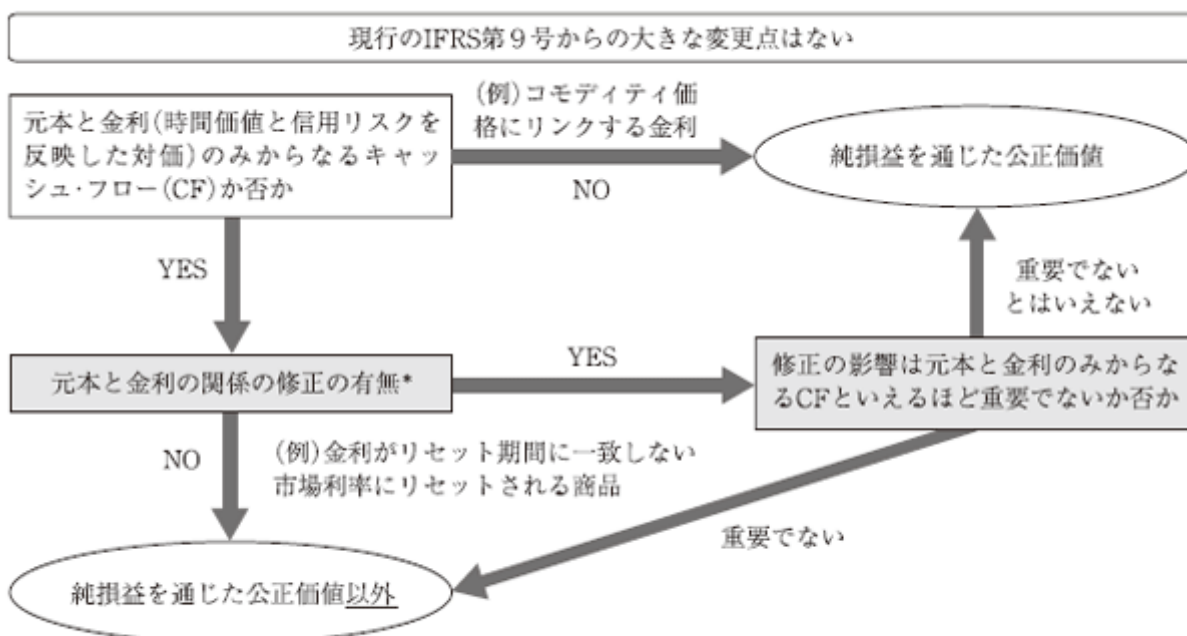 現行のIFRS第9号からの大きな変更点はない
元本と金利(時間価値と信用リスクを
反映した対価)のみからなるキャッ
シュ・フロー(CF)か否か
(例)コモディティ価
格にリンクする金利
NO
純損益を通じた公正価値
YES
重要でない
とはいえない
元本と金利の関係の修正の有無*
YES
修正の影響は元本と金利のみからな
るCFといえるほど重要でないか否か
NO
(例)金利がリセット期間に一致しない
市場利率にリセットされる商品
重要でない
純損益を通じた公正価値以外